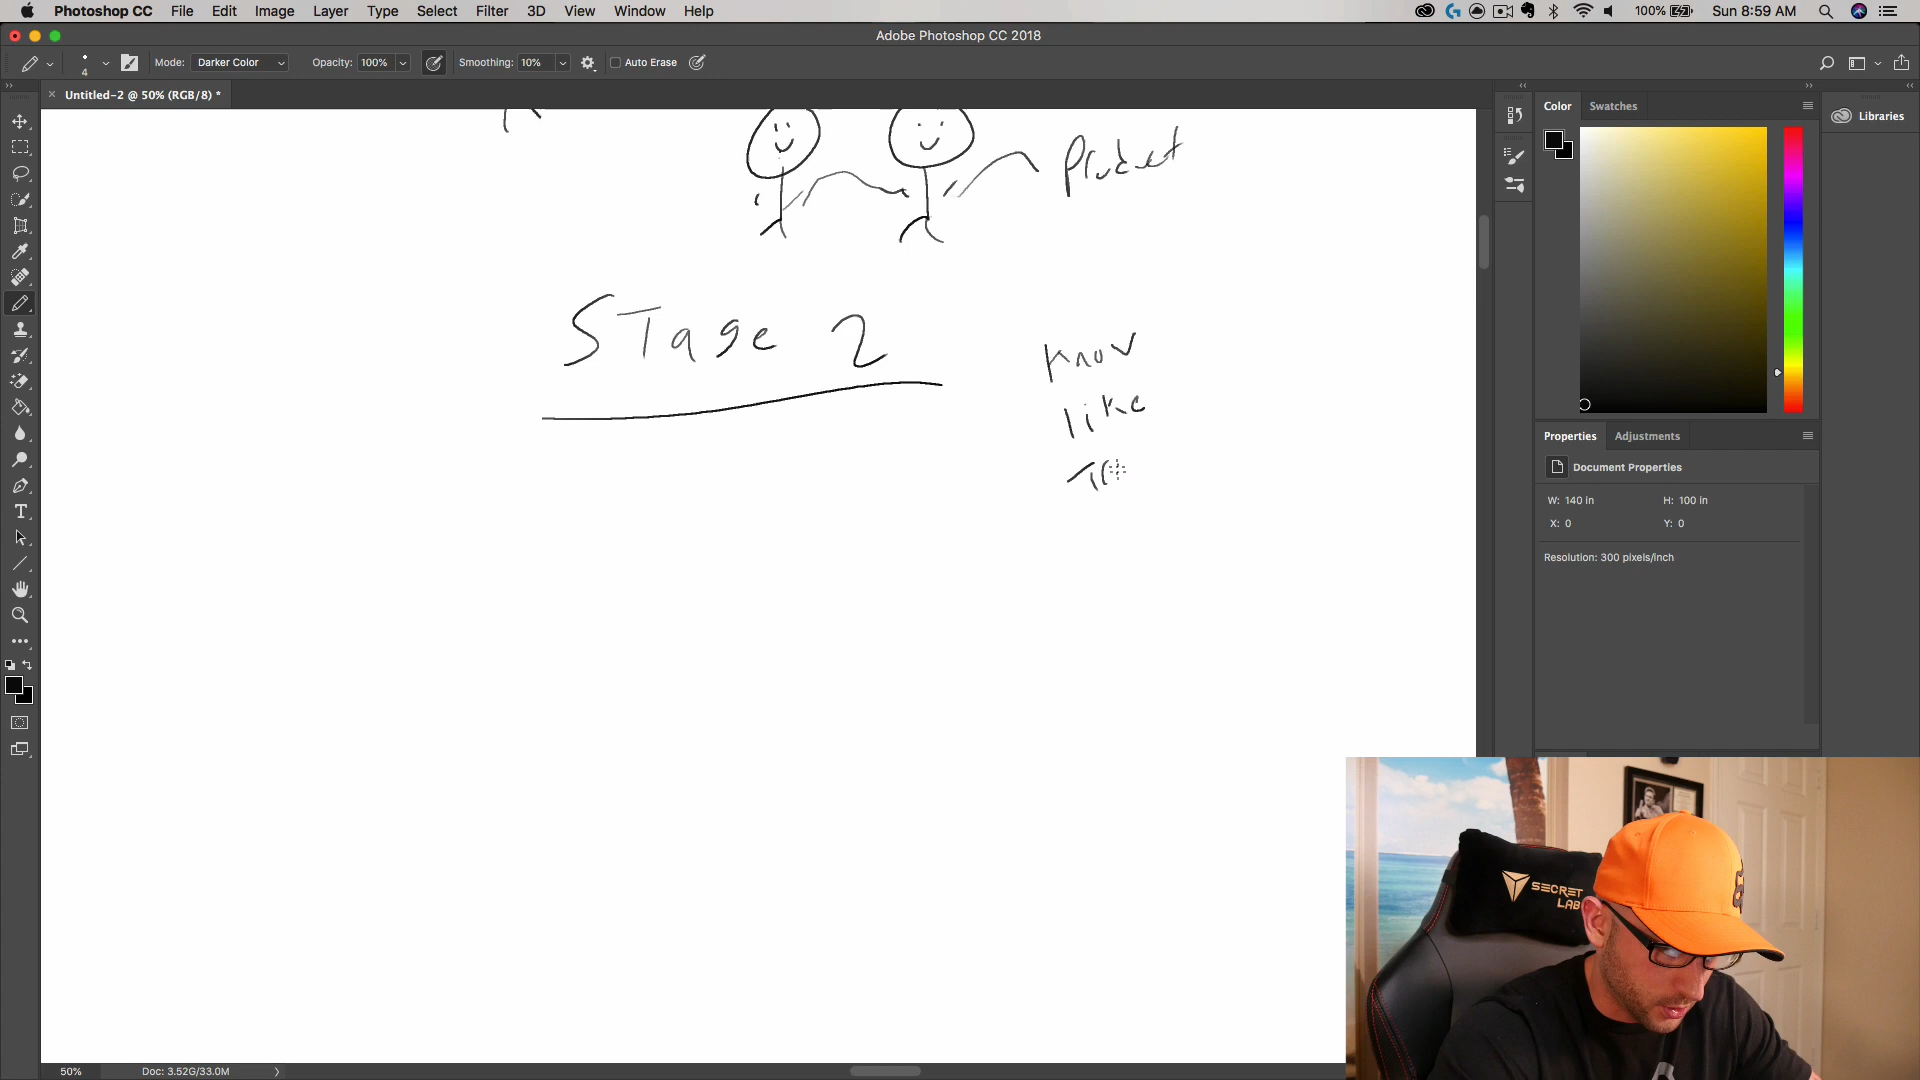 Photoshop CC File Edit Image Layer Type Select Filter 3D View Window Help 100% Sun 8:59 AM
Adobe Photoshop CC 2018
4 Mode: Darker Color Opacity: 100% Smoothing: 10% Auto Erase
Untitled-2 @ 50% (RGB/8) *
Color Swatches
Libraries
Product
STage 2
Know
like
Properties Adjustments
Document Properties
W: 140 in H: 100 in
X: 0 Y: 0
Resolution: 300 pixels/inch
SECRET
LAB
50% Doc: 3.52G/33.0M